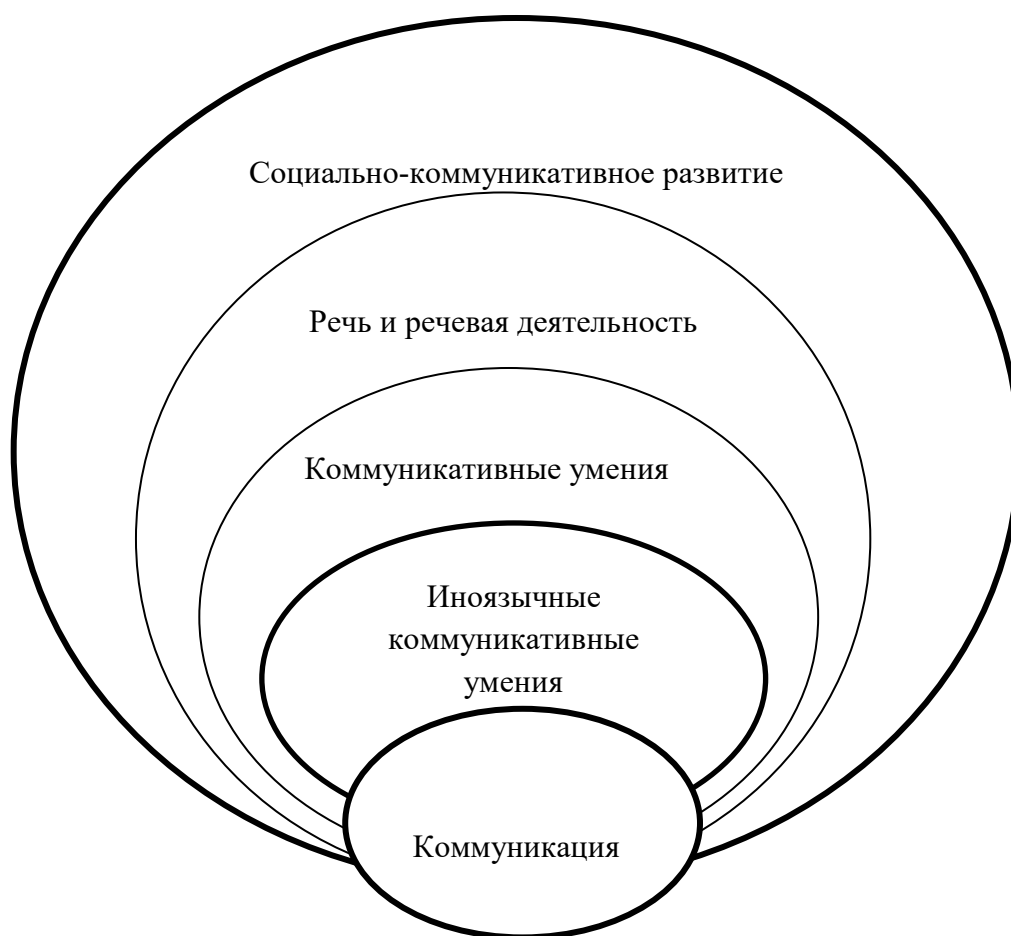 Социально-коммуникативное развитие
Речь и речевая деятельность
Коммуникативные умения
Иноязычные
коммуникативные
умения
Коммуникация